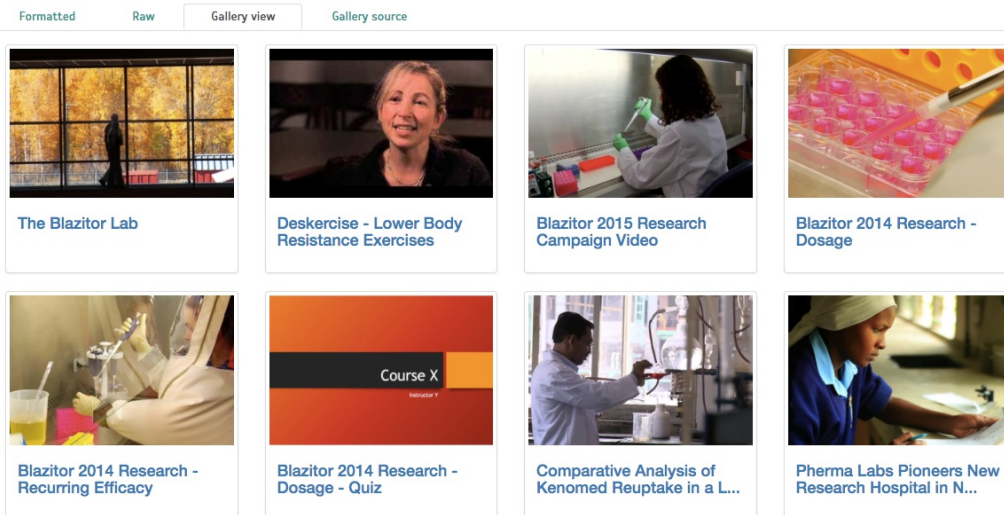 Formatted Raw Gallery view Gallery source
The Blazitor Lab
Deskercise - Lower Body
Resistance Exercises
Blazitor 2015 Research
Campaign Video
Blazitor 2014 Research -
Dosage
Course X
Instructor Y
Blazitor 2014 Research -
Recurring Efficacy
Blazitor 2014 Research -
Dosage - Quiz
Comparative Analysis of
Kenomed Reuptake in a L...
Pherma Labs Pioneers New
Research Hospital in N...